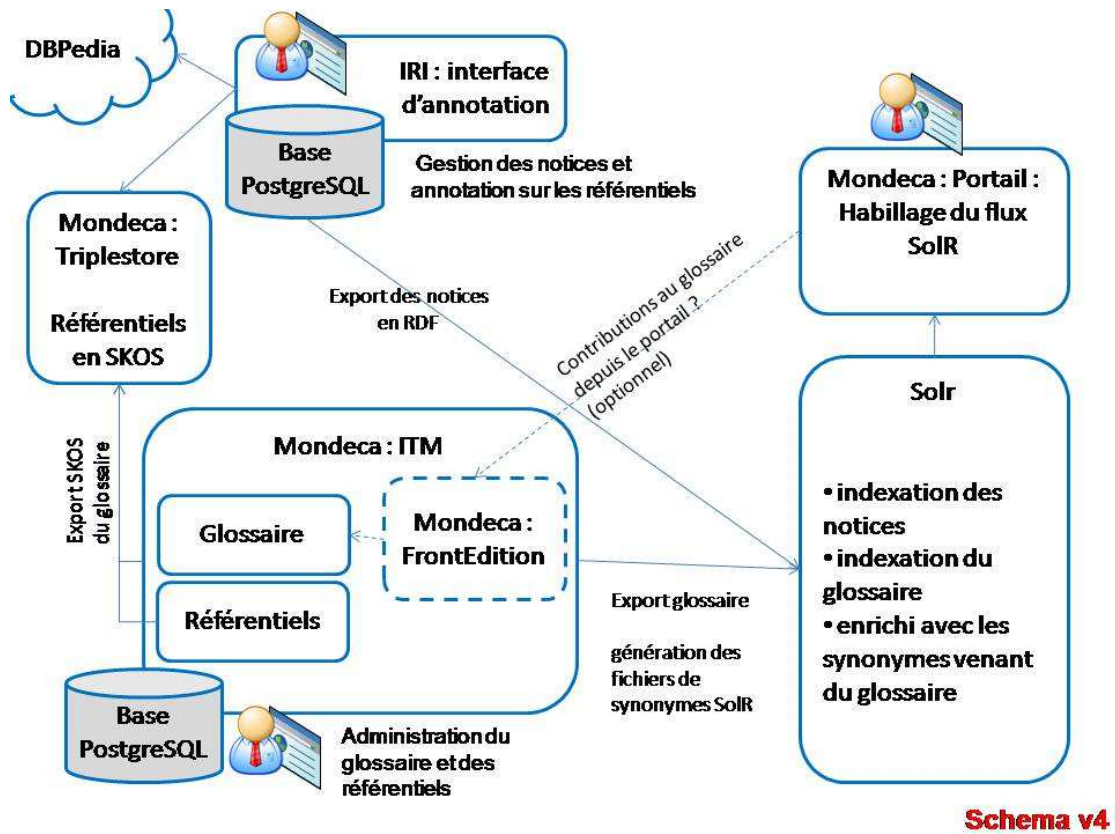 DBPedia
IRI : interface
d'annotation
Base
PostgreSQL
Gestion des notices et
annotation sur les référentiels
Mondeca : Portail :
Habillage du flux
SolR
Mondeca :
Triplestore
Référentiels
en SKOS
Export des notices
en RDF
Contributions au glossaire
depuis le portail ?
(optionnel)
Solr
• indexation des
notices
• indexation du
glossaire
• enrichi avec les
synonymes venant
du glossaire
Export SKOS
du glossaire
Mondeca : ITM
Glossaire
Mondeca :
FrontEdition
Référentiels
Export glossaire
génération des
fichiers de
synonymes SolR
Base
PostgreSQL
Administration du
glossaire et des
référentiels
Schema v4